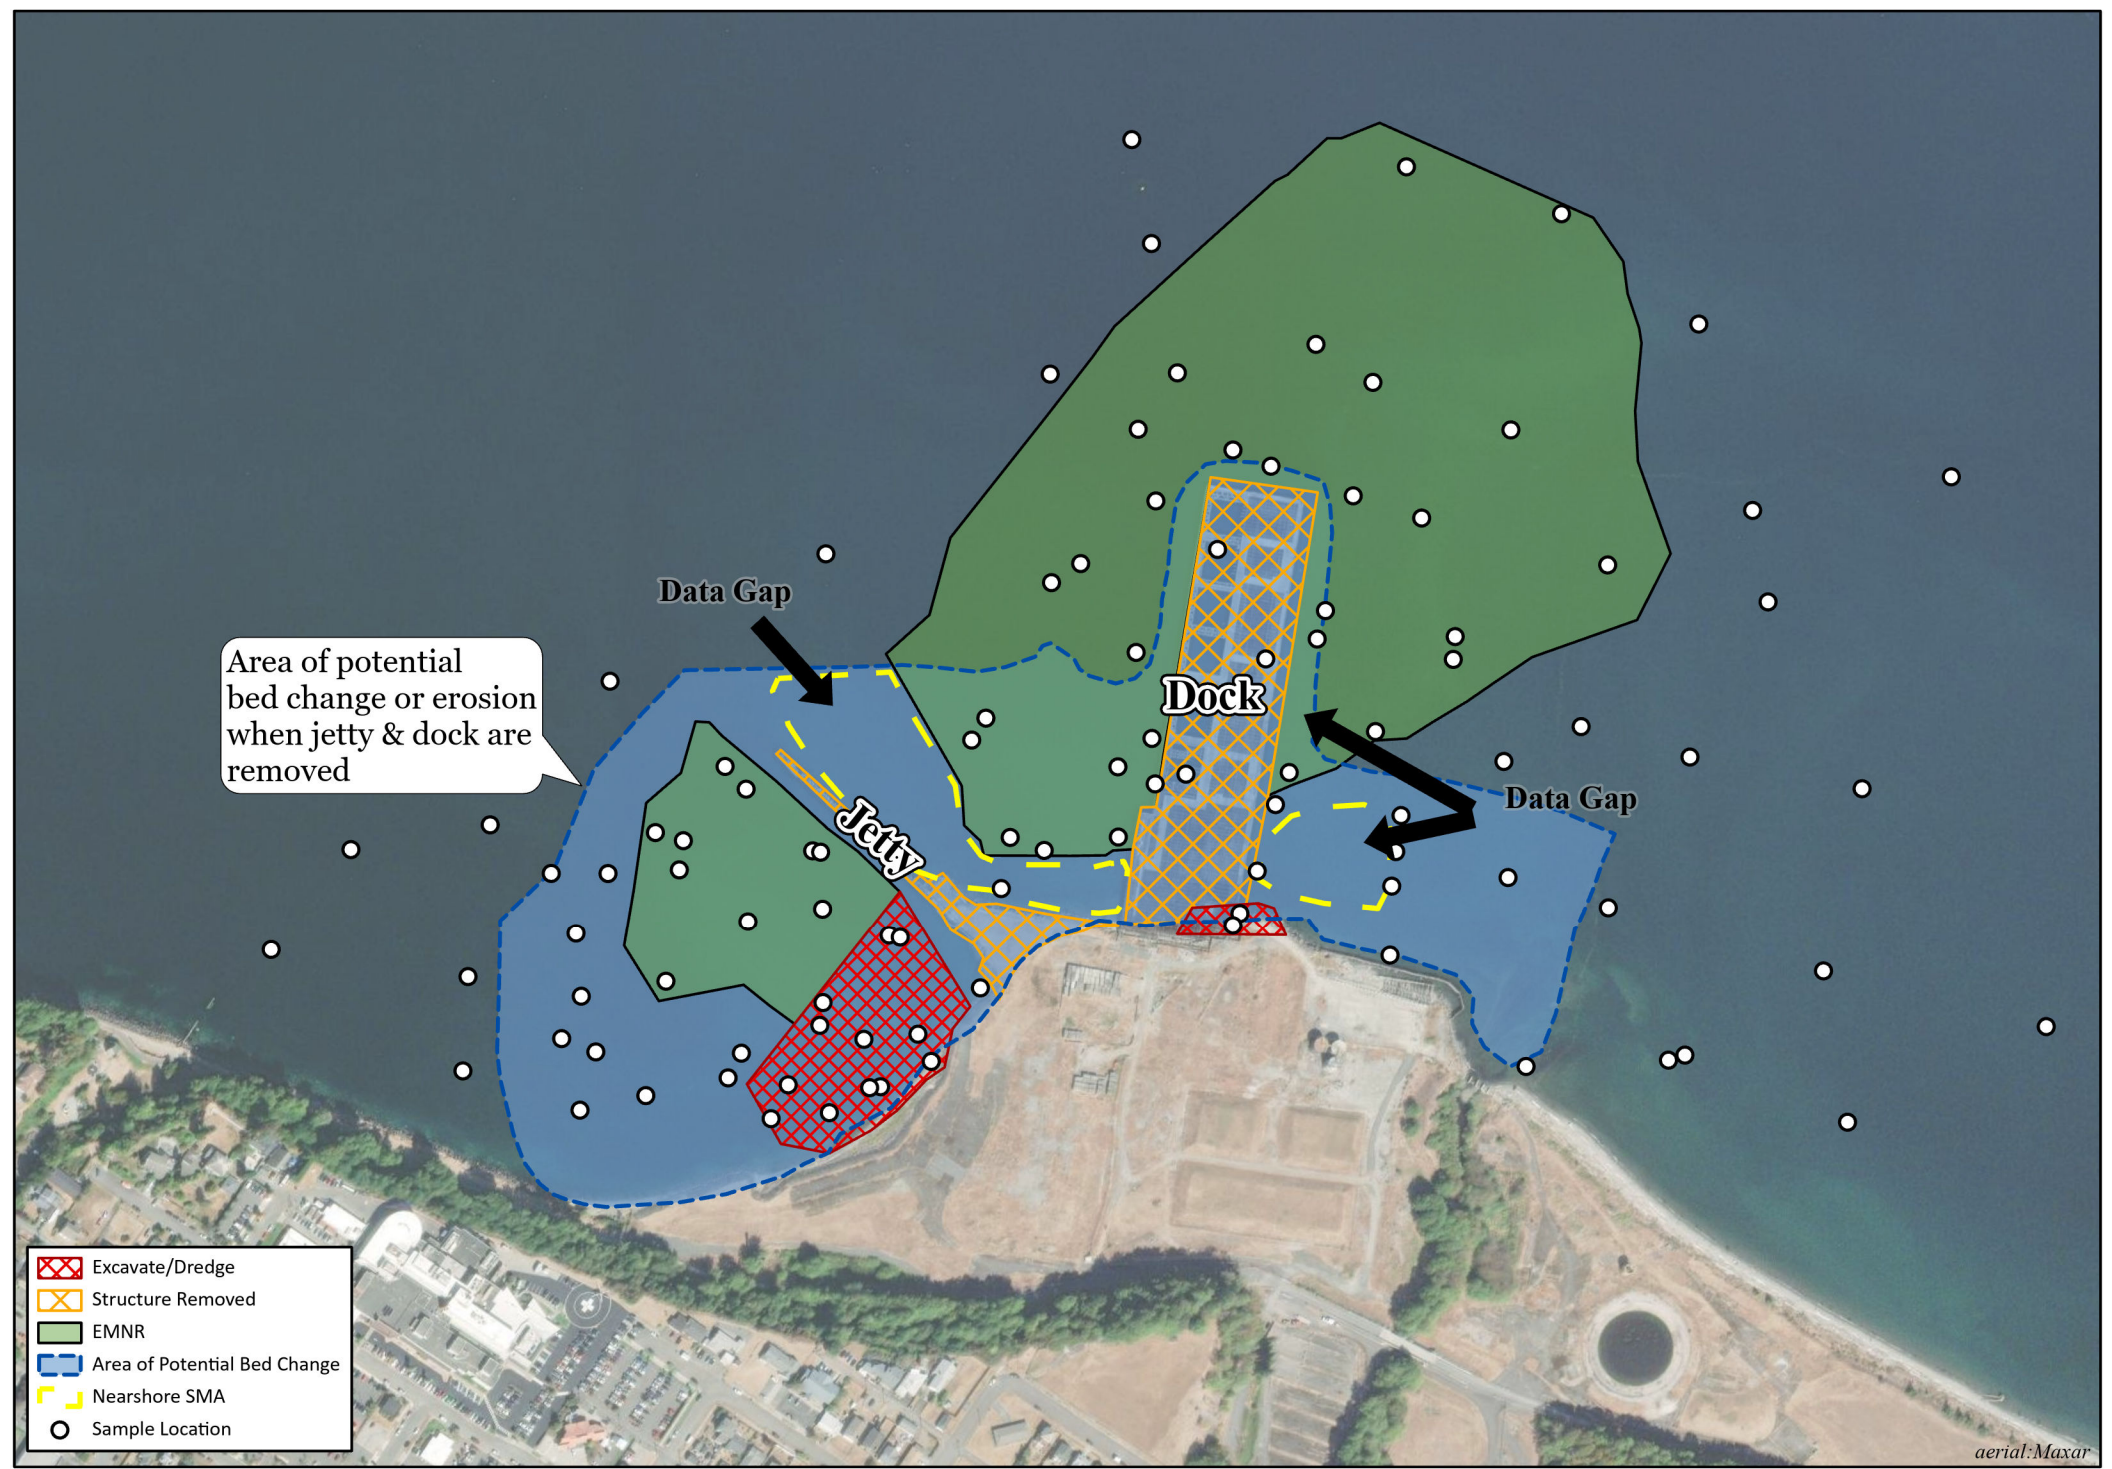 Data Gap
Area of potential
bed change or erosion
when jetty & dock are
removed
Dock
Jetty
Data Gap
Excavate/Dredge
Structure Removed
EMNR
Area of Potential Bed Change
Nearshore SMA
Sample Location
aerial:Maxar